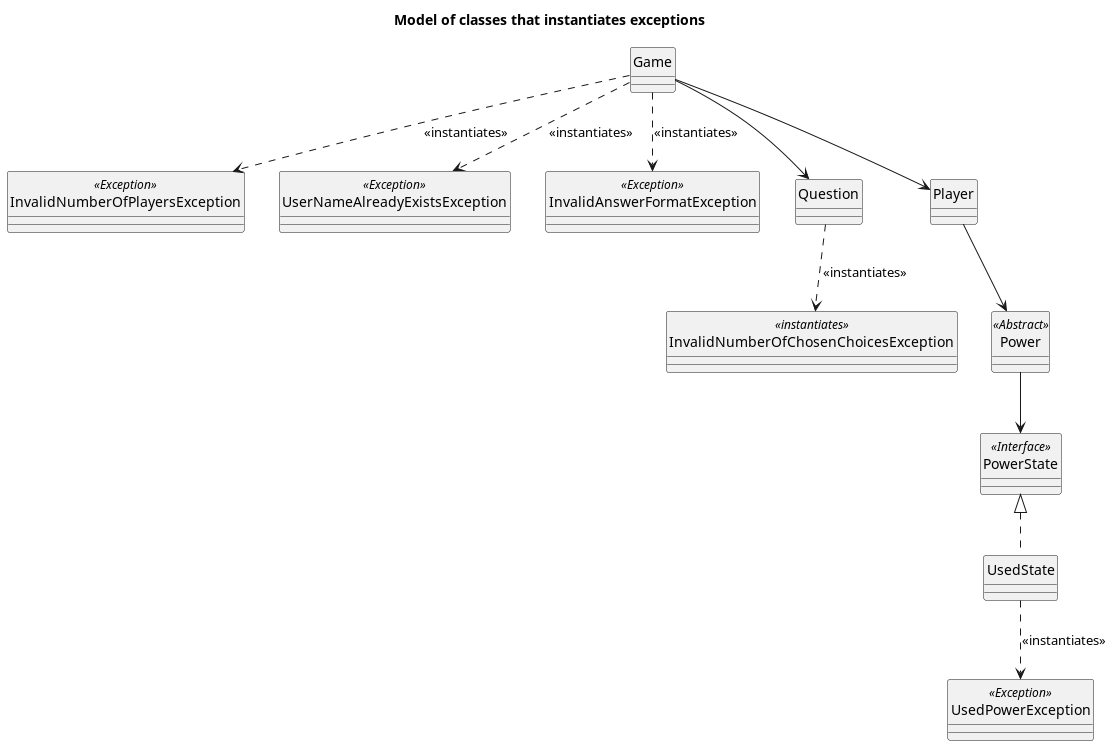 Model of classes that instantiates exceptions
Game
«instantiates»
«instantiates»
«instantiates»
«Exception»
InvalidNumberOfPlayersException
«Exception»
UserNameAlreadyExistsException
«Exception»
InvalidAnswerFormatException
Question
Player
«instantiates»
«instantiates»
InvalidNumberOfChosenChoicesException
«Abstract»
Power
«Interface»
PowerState
UsedState
«instantiates»
«Exception»
UsedPowerException